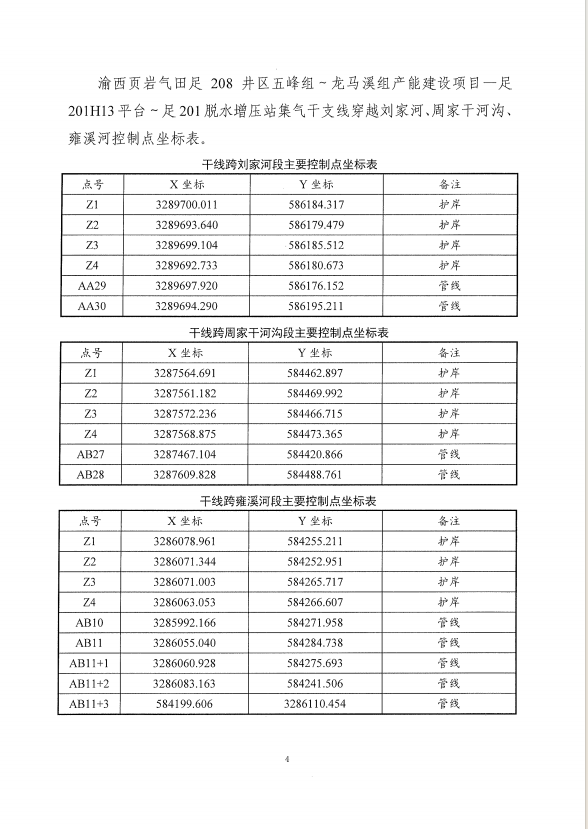 渝西页岩气田足 208 井区五峰组～龙马溪组产能建设项目—足
201H13平台～足201脱水增压站集气干支线穿越刘家河、周家干河沟、
雍溪河控制点坐标表。
干线跨刘家河段主要控制点坐标表
点号 X 坐标 Y 坐标 备注
Z1 3289700.011 586184.317 护岸
Z2 3289693.640 586179.479 护岸
Z3 3289699.104 586185.512 护岸
Z4 3289692.733 586180.673 护岸
AA29 3289697.920 586176.152 管线
AA30 3289694.290 586195.211 管线
干线跨周家干河沟段主要控制点坐标表
点号 X 坐标 Y 坐标 备注
Z1 3287564.691 584462.897 护岸
Z2 3287561.182 584469.992 护岸
Z3 3287572.236 584466.715 护岸
Z4 3287568.875 584473.365 护岸
AB27 3287467.104 584420.866 管线
AB28 3287609.828 584488.761 管线
干线跨雍溪河段主要控制点坐标表
点号 X 坐标 Y 坐标 备注
Z1 3286078.961 584255.211 护岸
Z2 3286071.344 584252.951 护岸
Z3 3286071.003 584265.717 护岸
Z4 3286063.053 584266.607 护岸
AB10 3285992.166 584271.958 管线
AB11 3286055.040 584284.738 管线
AB11+1 3286060.928 584275.693 管线
AB11+2 3286083.163 584241.506 管线
AB11+3 584199.606 3286110.454 管线
4